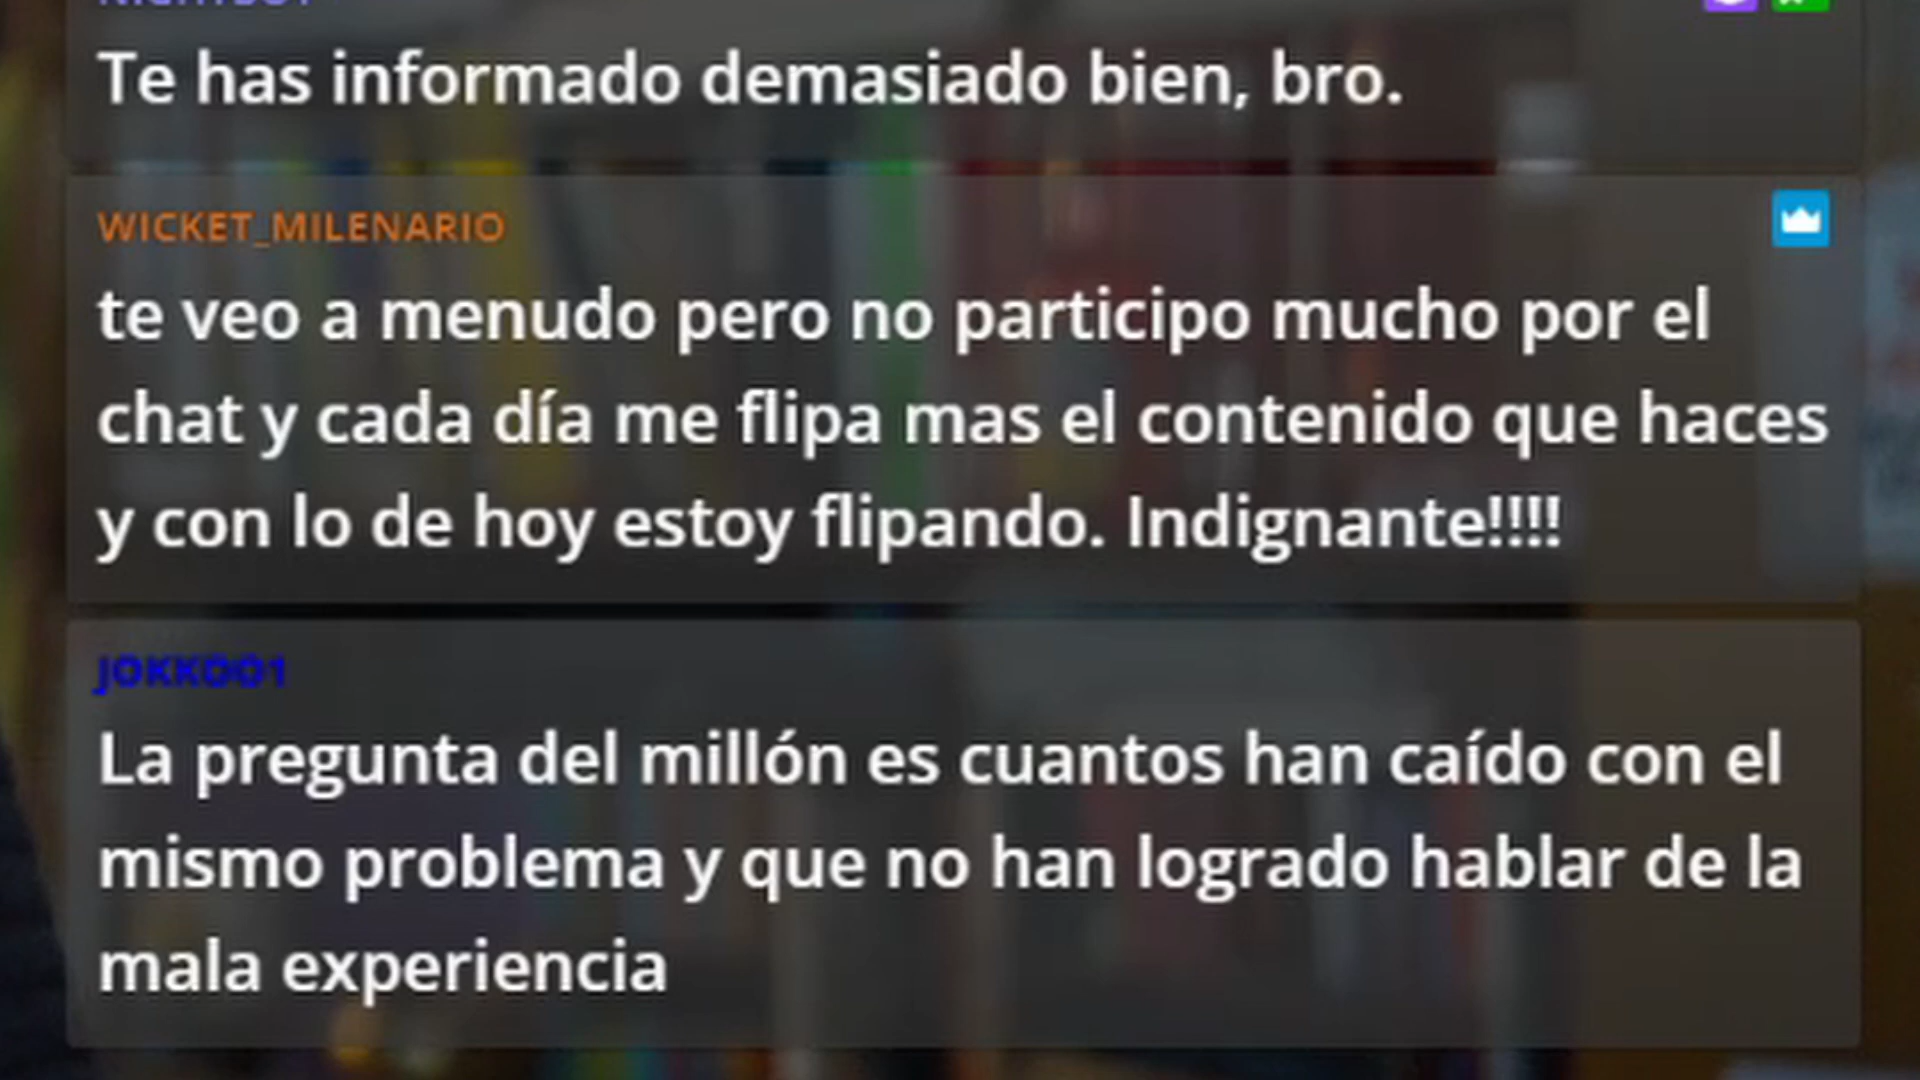 NIGHTBOT
Te has informado demasiado bien, bro.
WICKET_MILENARIO
te veo a menudo pero no participo mucho por el
chat y cada día me flipa mas el contenido que haces
y con lo de hoy estoy flipando. Indignante!!!!
JOKKOO1
La pregunta del millón es cuantos han caído con el
mismo problema y que no han logrado hablar de la
mala experiencia